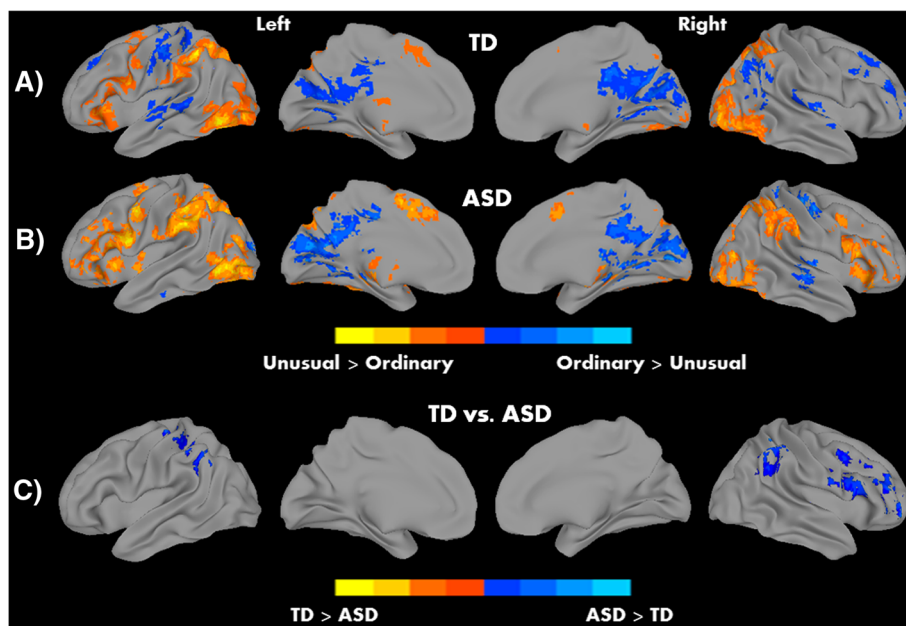 Left TD Right
A)
ASD
B)
Unusual > Ordinary Ordinary > Unusual
TD vs. ASD
C)
TD > ASD ASD > TD